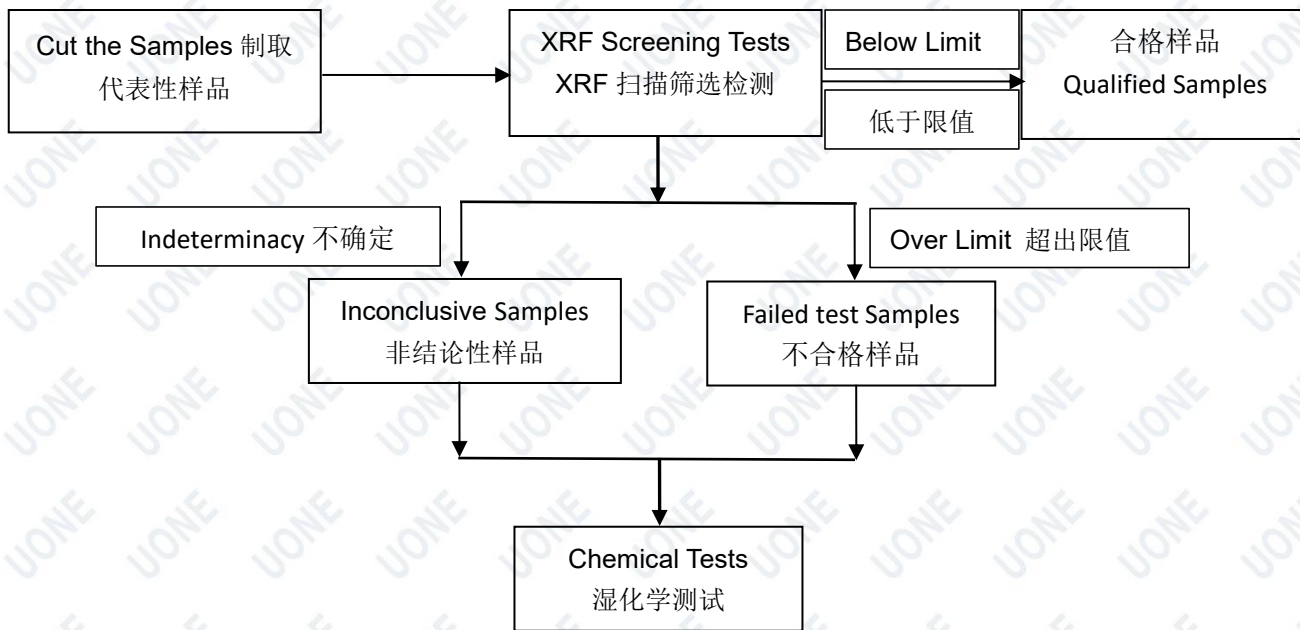 Cut the Samples 制取
代表性样品
XRF Screening Tests
XRF 扫描筛选检测
Below Limit
低于限值
合格样品
Qualified Samples
Indeterminacy 不确定
Over Limit 超出限值
Inconclusive Samples
非结论性样品
Failed test Samples
不合格样品
Chemical Tests
湿化学测试
UONE